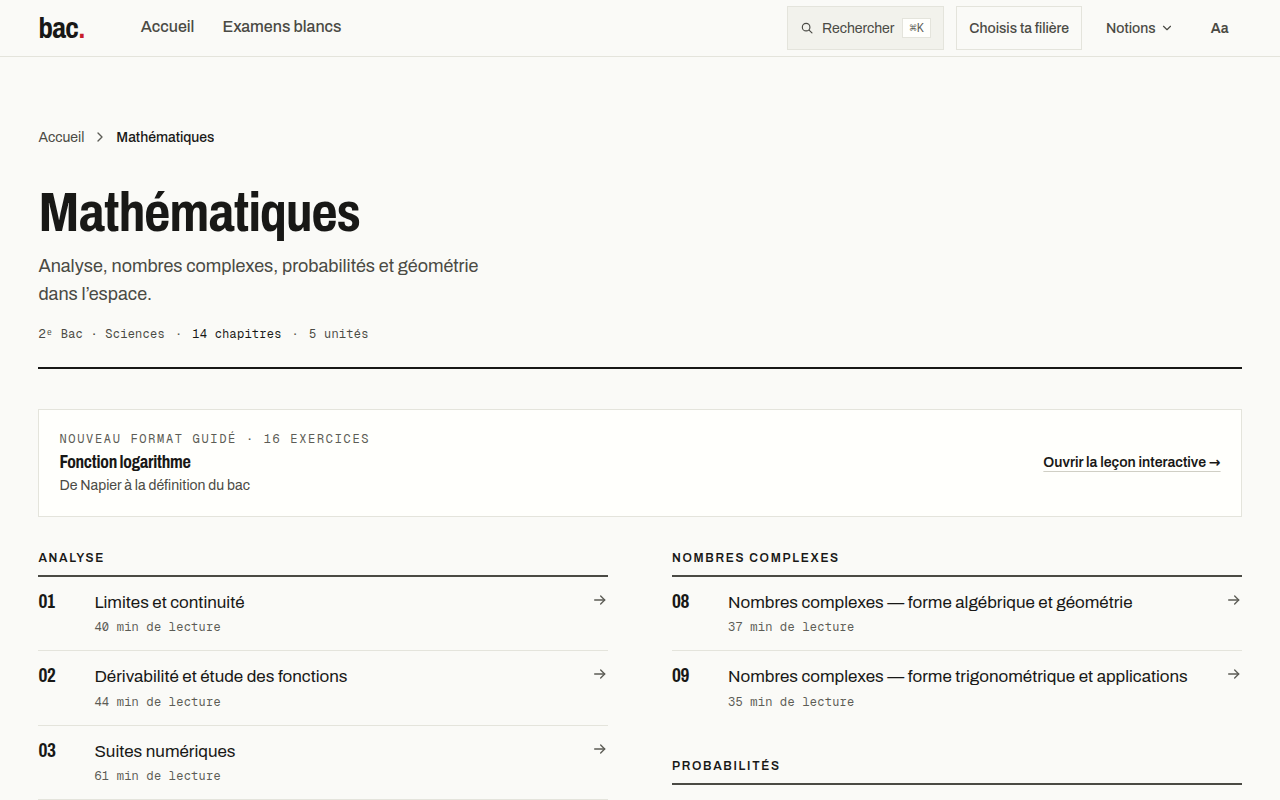 bac.
Accueil
Examens blancs
Rechercher ⌘K
Choisis ta filière
Notions
Aa
Accueil
Mathématiques
Mathématiques
Analyse, nombres complexes, probabilités et géométrie
dans l’espace.
2ᵉ Bac · Sciences · 14 chapitres · 5 unités
NOUVEAU FORMAT GUIDÉ · 16 EXERCICES
Fonction logarithme
De Napier à la définition du bac
Ouvrir la leçon interactive →
ANALYSE
01 Limites et continuité →
40 min de lecture
02 Dérivabilité et étude des fonctions →
44 min de lecture
03 Suites numériques →
61 min de lecture
NOMBRES COMPLEXES
08 Nombres complexes — forme algébrique et géométrie →
37 min de lecture
09 Nombres complexes — forme trigonométrique et applications →
35 min de lecture
PROBABILITÉS